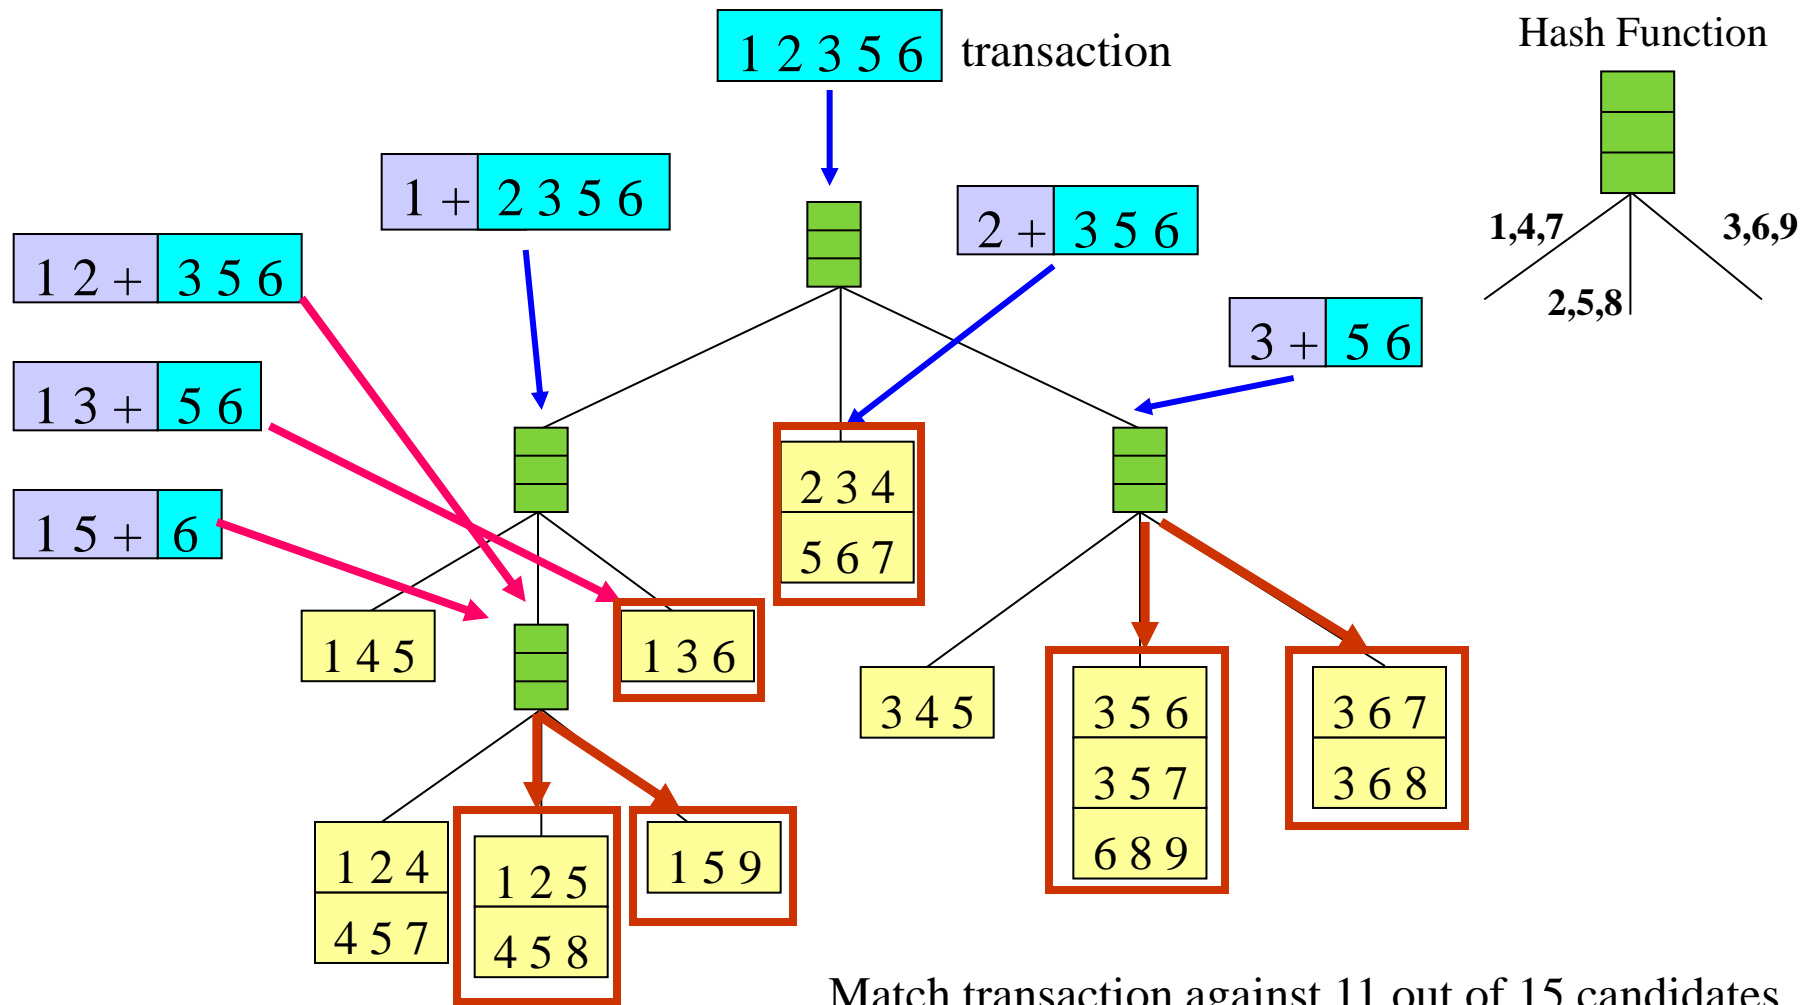 1 2 3 5 6 transaction
Hash Function
1 + 2 3 5 6
2 + 3 5 6
1,4,7
3,6,9
2,5,8
1 2 + 3 5 6
3 + 5 6
1 3 + 5 6
1 5 + 6
2 3 4
5 6 7
1 4 5
1 3 6
3 4 5
3 5 6
3 6 7
3 5 7
3 6 8
6 8 9
1 2 4
1 2 5
1 5 9
4 5 7
4 5 8
Match transaction against 11 out of 15 candidates